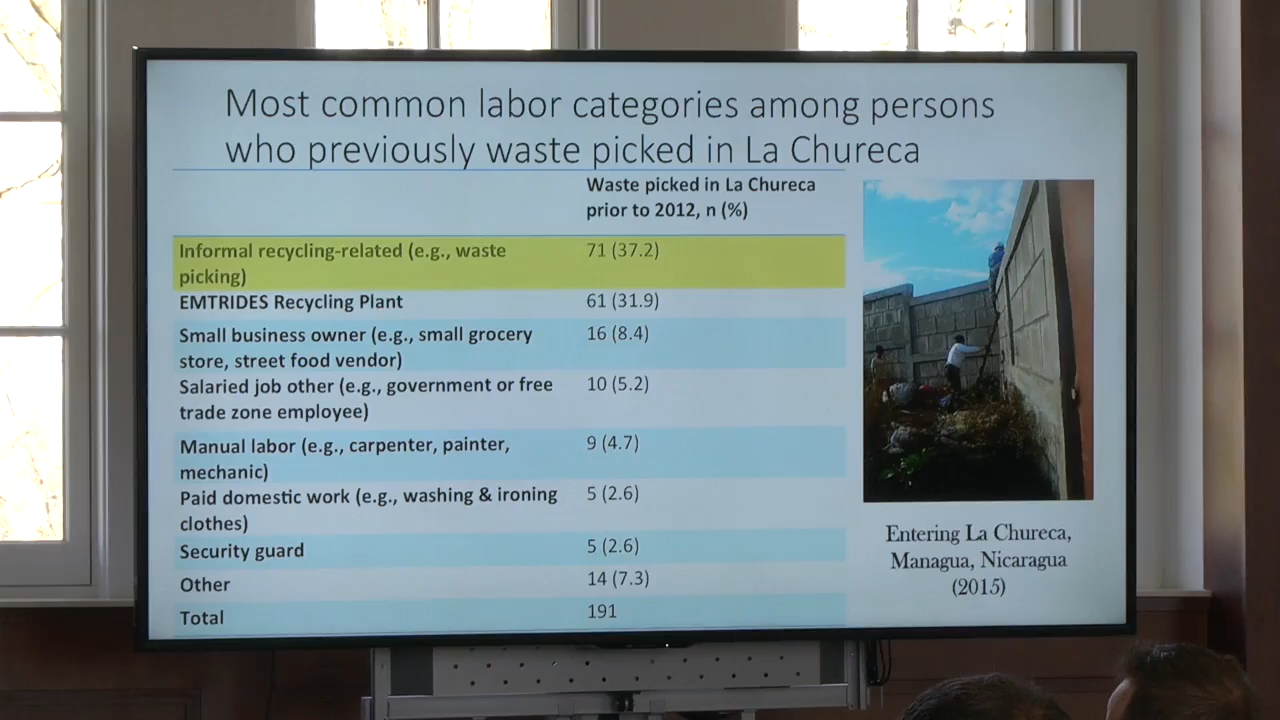 Most common labor categories among persons
who previously waste picked in La Chureca
Waste picked in La Chureca
prior to 2012, n (%)
Informal recycling-related (e.g., waste
picking)
71 (37.2)
EMTRIDES Recycling Plant
61 (31.9)
Small business owner (e.g., small grocery
store, street food vendor)
16 (8.4)
Salaried job other (e.g., government or free
trade zone employee)
10 (5.2)
Manual labor (e.g., carpenter, painter,
mechanic)
9 (4.7)
Paid domestic work (e.g., washing & ironing
clothes)
5 (2.6)
Security guard
5 (2.6)
Other
14 (7.3)
Total
191
Entering La Chureca,
Managua, Nicaragua
(2015)